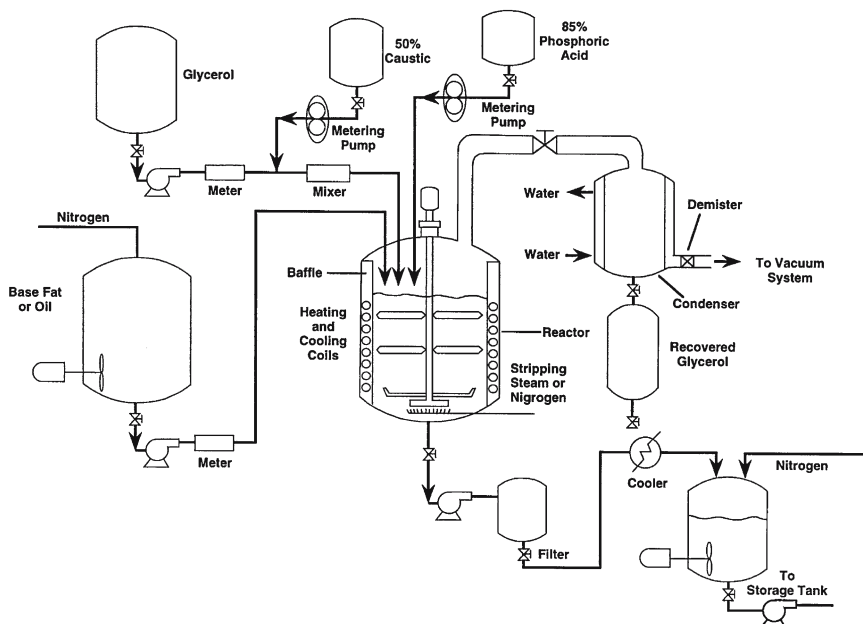 Glycerol
50%
Caustic
85%
Phosphoric
Acid
Metering
Pump
Metering
Pump
Meter
Mixer
Water
Demister
Nitrogen
Water
To Vacuum
System
Baffle
Condenser
Base Fat
or Oil
Heating
and
Cooling
Coils
Reactor
Recovered
Glycerol
Stripping
Steam or
Nigrogen
Meter
Cooler
Nitrogen
Filter
To
Storage Tank